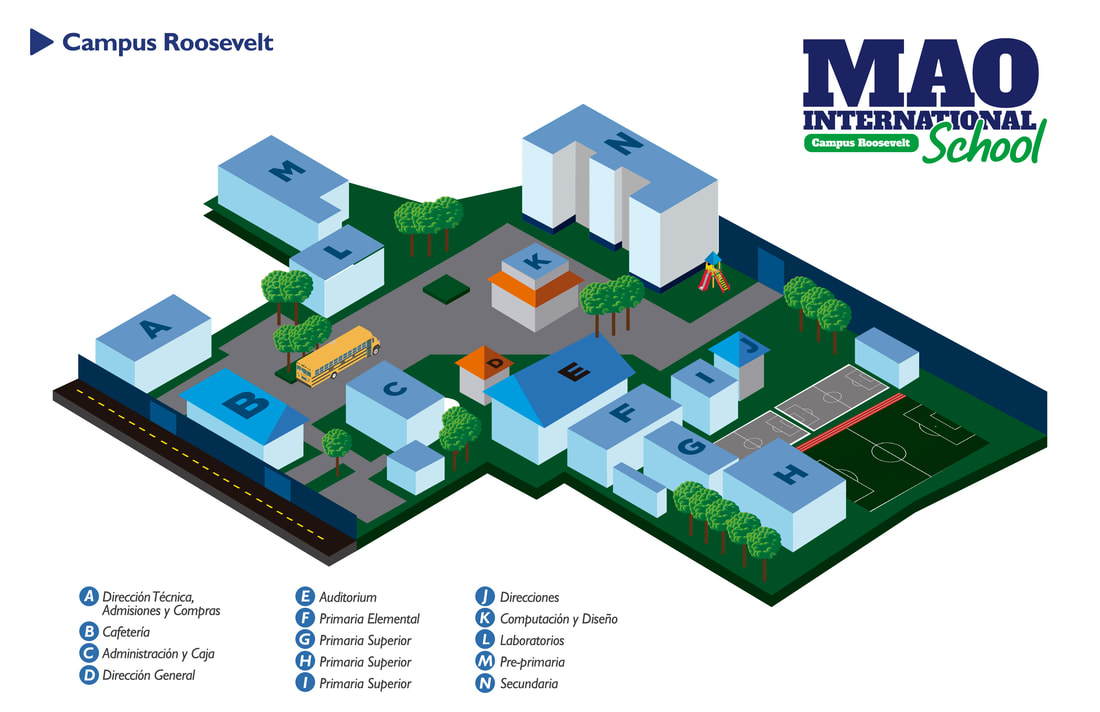 Campus Roosevelt
MAO
INTERNATIONAL
Campus Roosevelt
School
N
M
L
K
A
J
D
E
I
B
C
F
G
H
A Dirección Técnica,
Admisiones y Compras
B Cafetería
C Administración y Caja
D Dirección General
E Auditorium
F Primaria Elemental
G Primaria Superior
H Primaria Superior
I Primaria Superior
J Direcciones
K Computación y Diseño
L Laboratorios
M Pre-primaria
N Secundaria